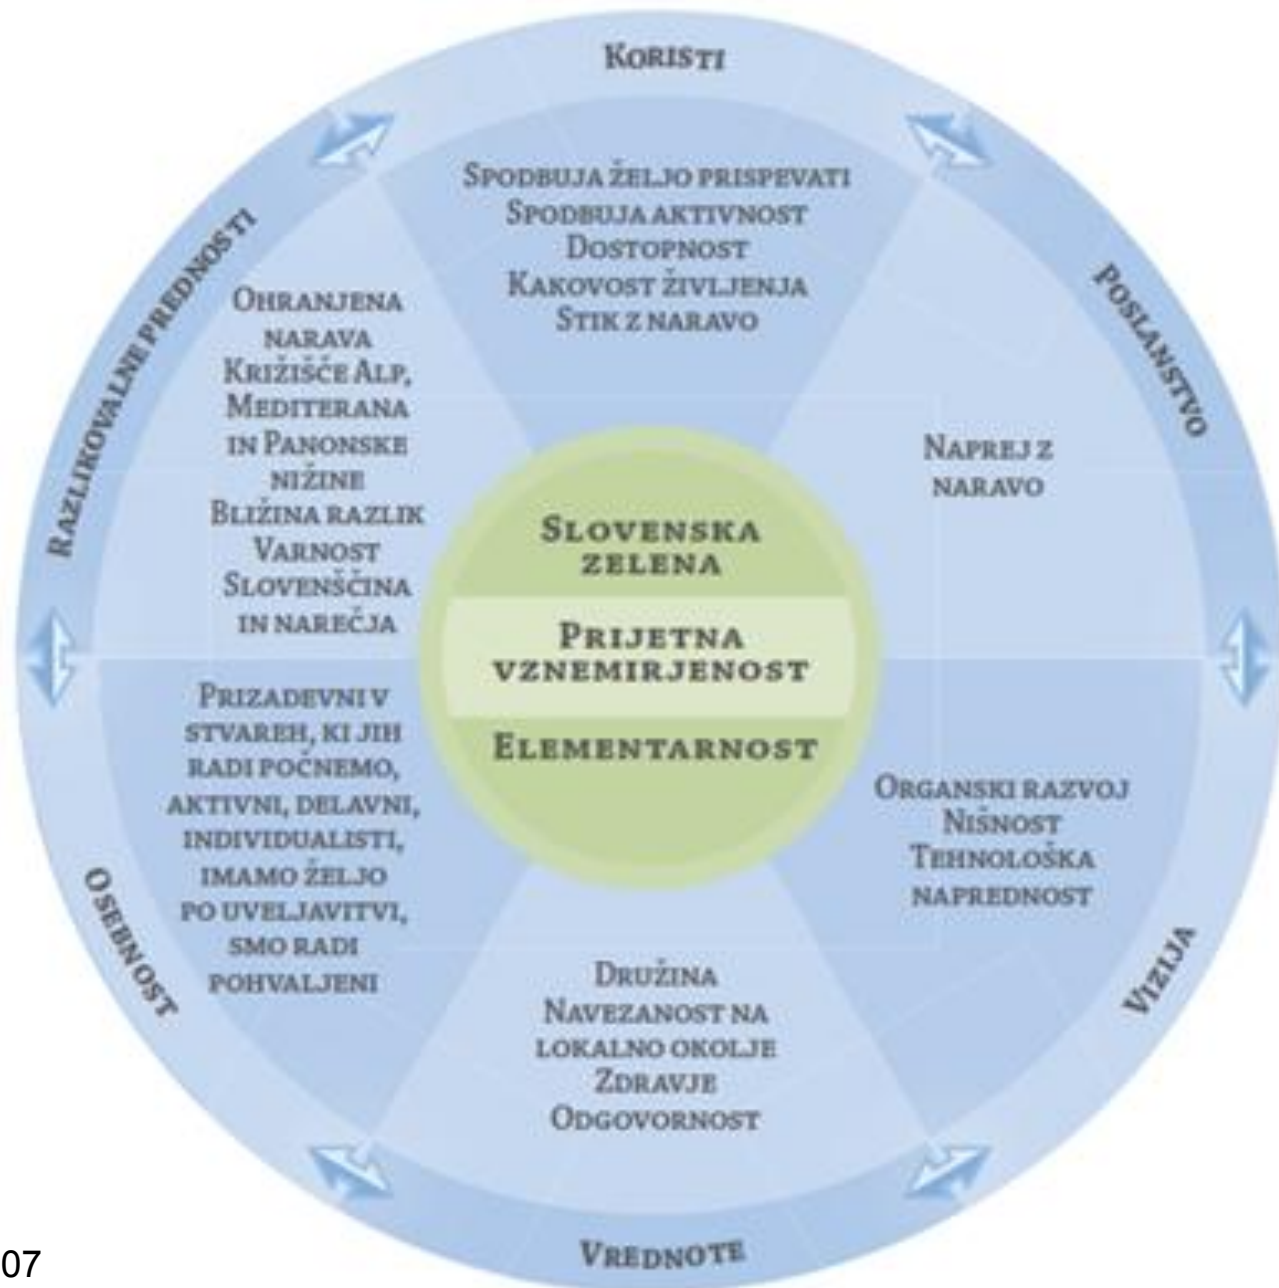 KORISTI
SPODBUJA ŽELJO PRISPEVATI
SPODBUJA AKTIVNOST
DOSTOPNOST
KAKOVOST ŽIVLJENJA
STIK Z NARAVO
POSLANSTVO
NAPREJ Z
NARAVO
VIZIJA
ORGANSKI RAZVOJ
NIŠNOST
TEHNOLOŠKA
NAPREDNOST
VREDNOTE
DRUŽINA
NAVEZANOST NA
LOKALNO OKOLJE
ZDRAVJE
ODGOVORNOST
OSEBNOST
PRIZADEVNI V
STVAREH, KI JIH
RADI POČNEMO,
AKTIVNI, DELAVNI,
INDIVIDUALISTI,
IMAMO ŽELJO
PO UVELJAVITVI,
SMO RADI
POHVALJENI
RAZLIKOVALNE PREDNOSTI
OHRANJENA
NARAVA
KRIŽIŠČE ALP,
MEDITERANA
IN PANONSKE
NIŽINE
BLIŽINA RAZLIK
VARNOST
SLOVENŠČINA
IN NAREČJA
SLOVENSKA
ZELENA
PRIJETNA
VZNEMIRJENOST
ELEMENTARNOST
07